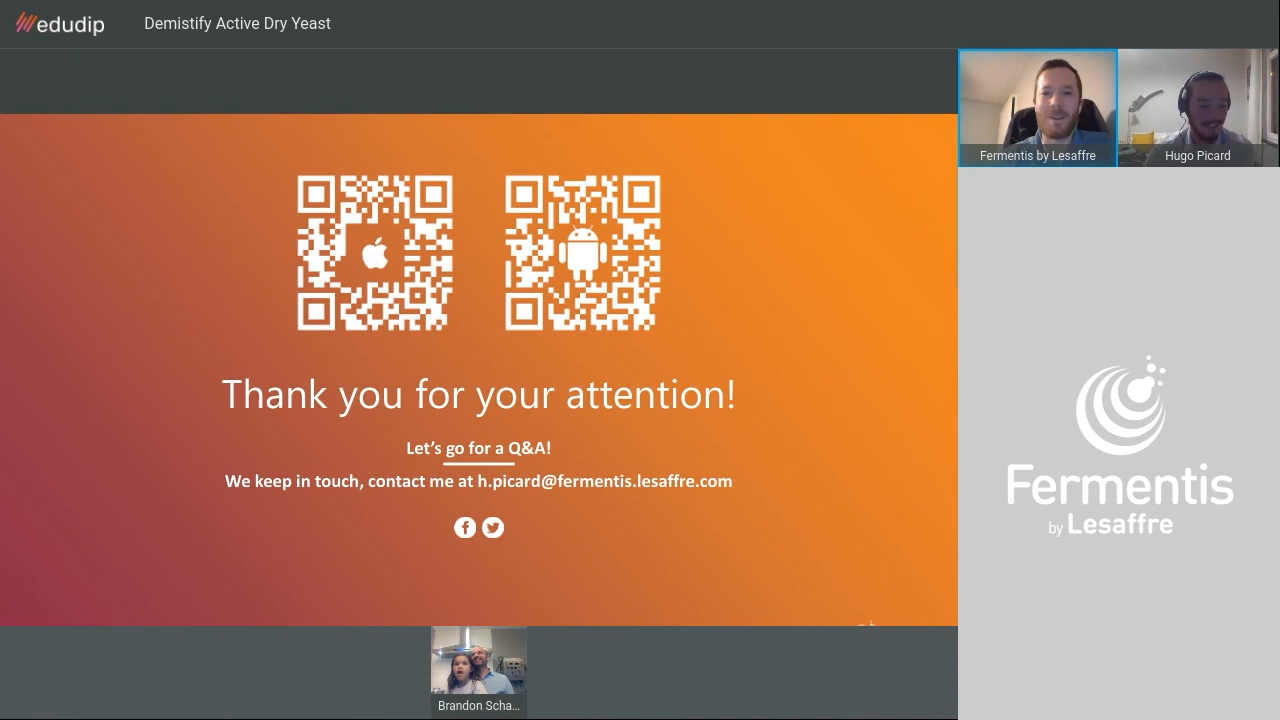 edudip
Demistify Active Dry Yeast
Fermentis by Lesaffre
Hugo Picard
Thank you for your attention!
Let's go for a Q&A!
We keep in touch, contact me at h.picard@fermentis.lesaffre.com
Fermentis
by Lesaffre
Brandon Scha...